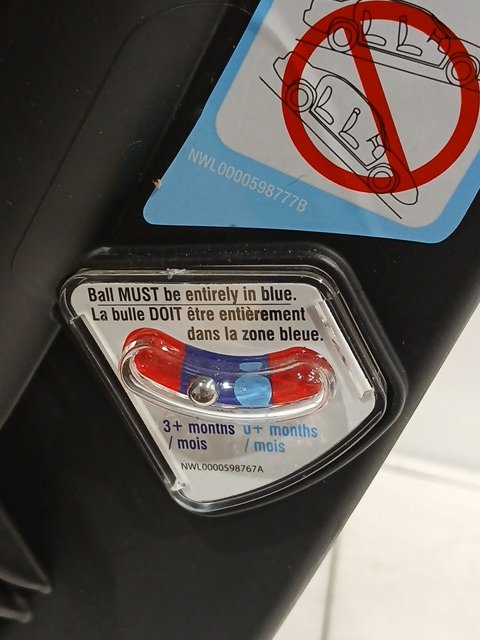 NWL0000598777B
Ball MUST be entirely in blue.
La bulle DOIT être entièrement
dans la zone bleue.
3+ months 0+ months
/ mois / mois
NWL0000598767A